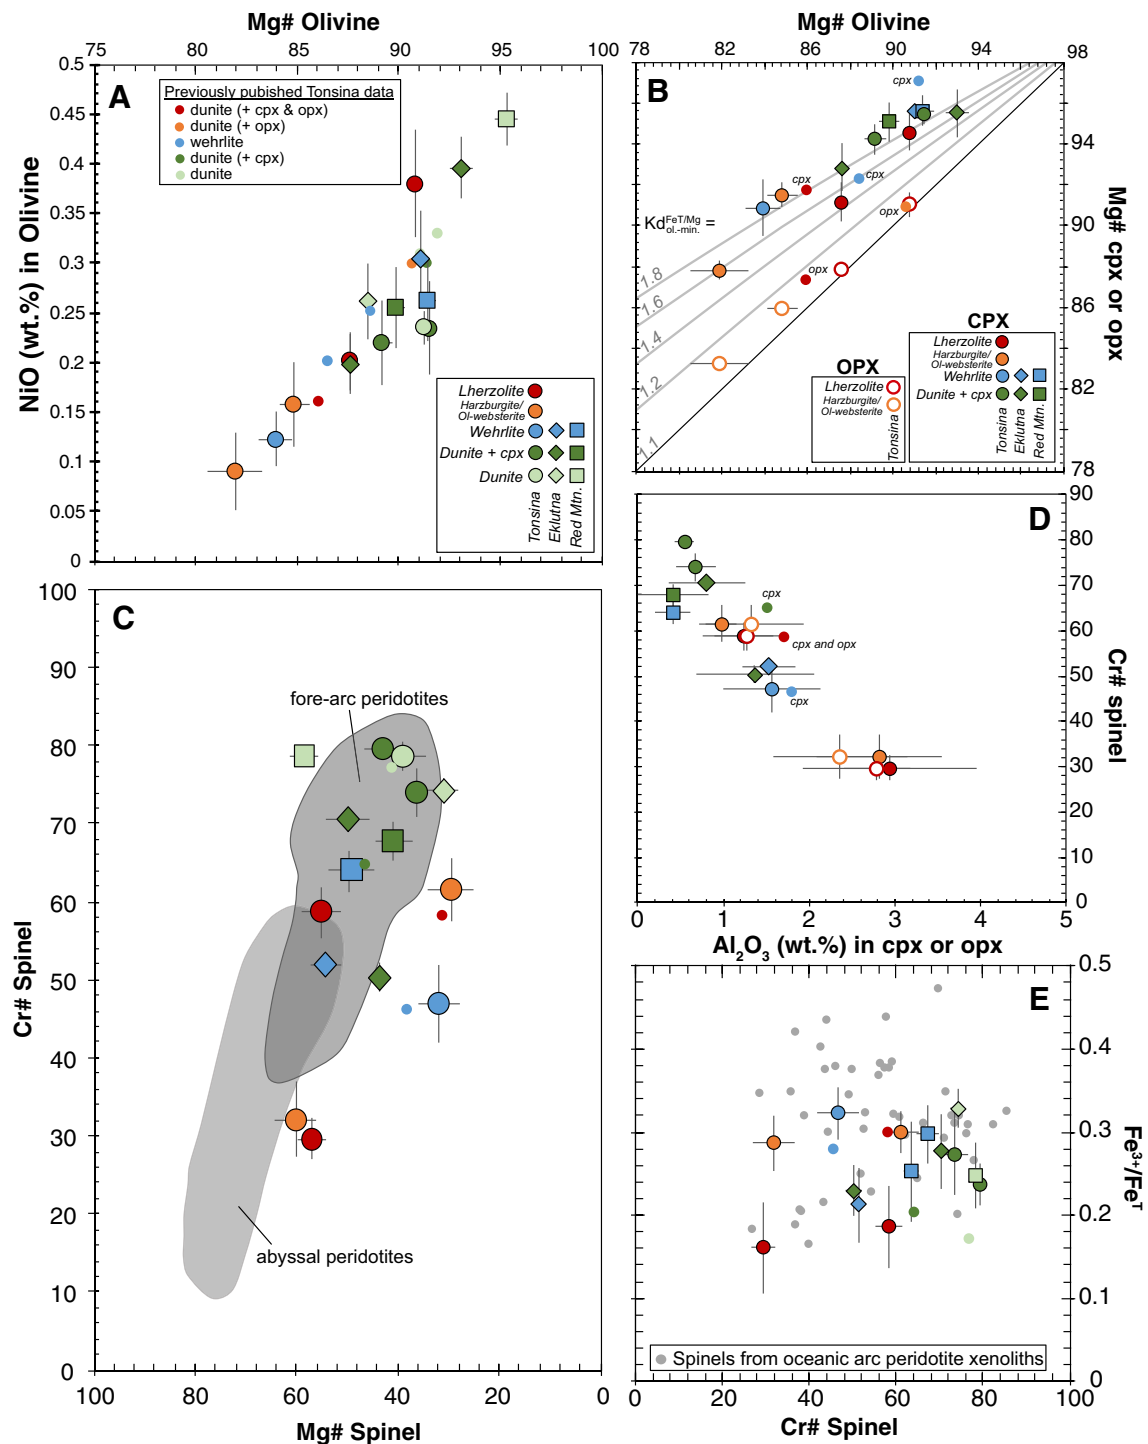 Mg# Olivine
75 80 85 90 95 100
0.5
0.45
0.4
0.35
0.3
0.25
0.2
0.15
0.1
0.05
0
NiO (wt.%) in Olivine
A
Previously pubished Tonsina data
dunite (+ cpx & opx)
dunite (+ opx)
wehrlite
dunite (+ cpx)
dunite
Lherzolite
Harzburgite/
Ol-websterite
Wehrlite
Dunite + cpx
Dunite
Tonsina
Eklutna
Red Mtn.
Mg# Olivine
78 82 86 90 94 98
B
cpx
cpx
cpx
opx
opx
Kd FeT/Mg ol.-min. =
1.8
1.6
1.4
1.2
1.1
94
90
86
82
78
Mg# cpx or opx
OPX
Lherzolite
Harzburgite/
Ol-websterite
Tonsina
CPX
Lherzolite
Harzburgite/
Ol-websterite
Wehrlite
Dunite + cpx
Tonsina
Eklutna
Red Mtn.
C
100
90
80
70
60
50
40
30
20
10
0
Cr# Spinel
fore-arc peridotites
abyssal peridotites
100 80 60 40 20 0
Mg# Spinel
D
90
80
70
60
50
40
30
20
10
0
Cr# spinel
cpx
cpx and opx
cpx
0 1 2 3 4 5
Al2O3 (wt.%) in cpx or opx
E
0.5
0.4
0.3
0.2
0.1
0
Fe3+/FeT
Spinels from oceanic arc peridotite xenoliths
0 20 40 60 80 100
Cr# Spinel